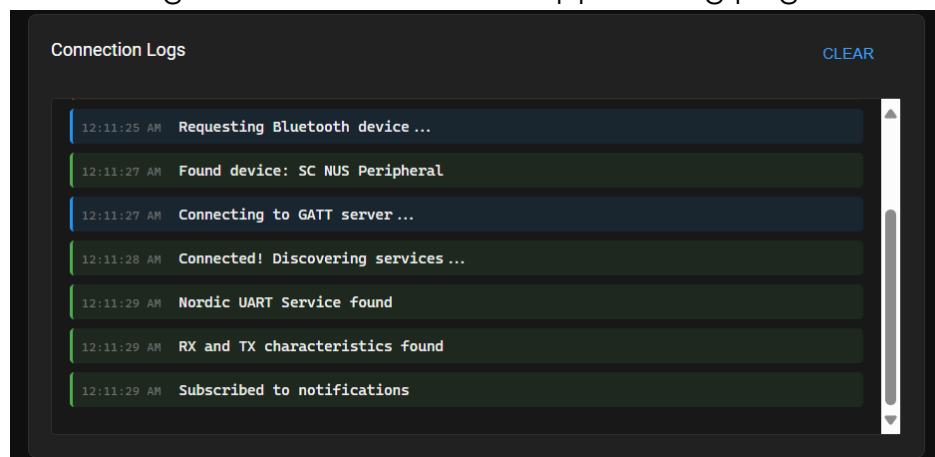 Connection Logs
CLEAR
12:11:25 AM Requesting Bluetooth device...
12:11:27 AM Found device: SC NUS Peripheral
12:11:27 AM Connecting to GATT server...
12:11:28 AM Connected! Discovering services...
12:11:29 AM Nordic UART Service found
12:11:29 AM RX and TX characteristics found
12:11:29 AM Subscribed to notifications